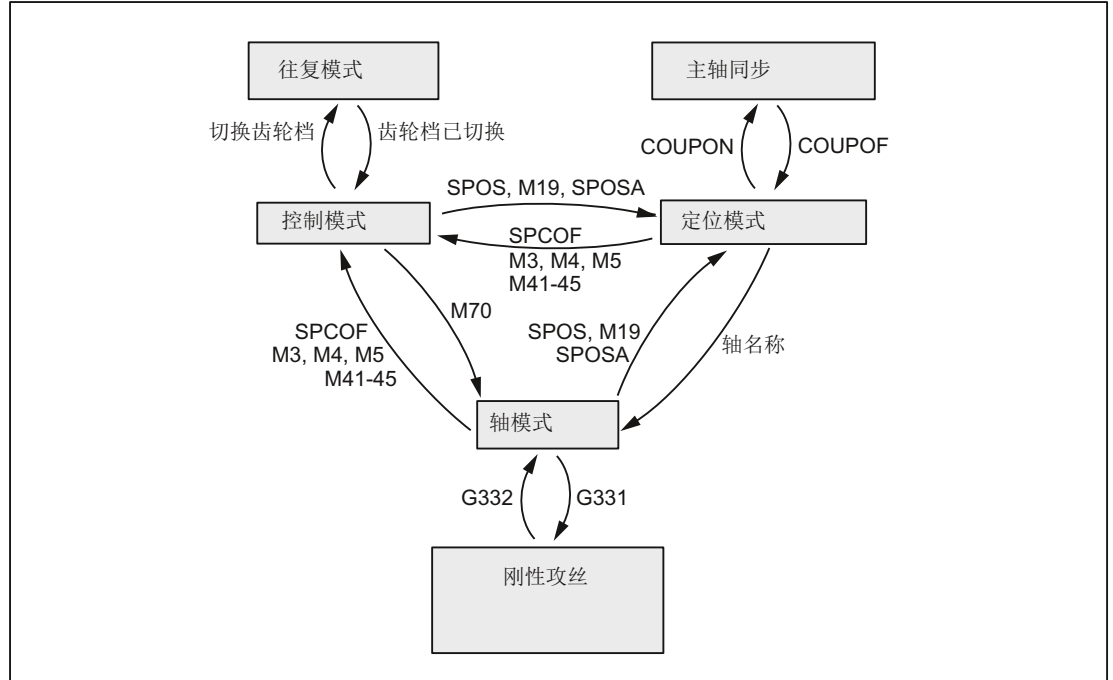 往复模式
主轴同步
切换齿轮档
齿轮档已切换
COUPON
COUPOF
SPOS, M19, SPOSA
控制模式
定位模式
SPCOF
M3, M4, M5
M41-45
M70
SPCOF
M3, M4, M5
M41-45
SPOS, M19
SPOSA
轴名称
轴模式
G332
G331
刚性攻丝